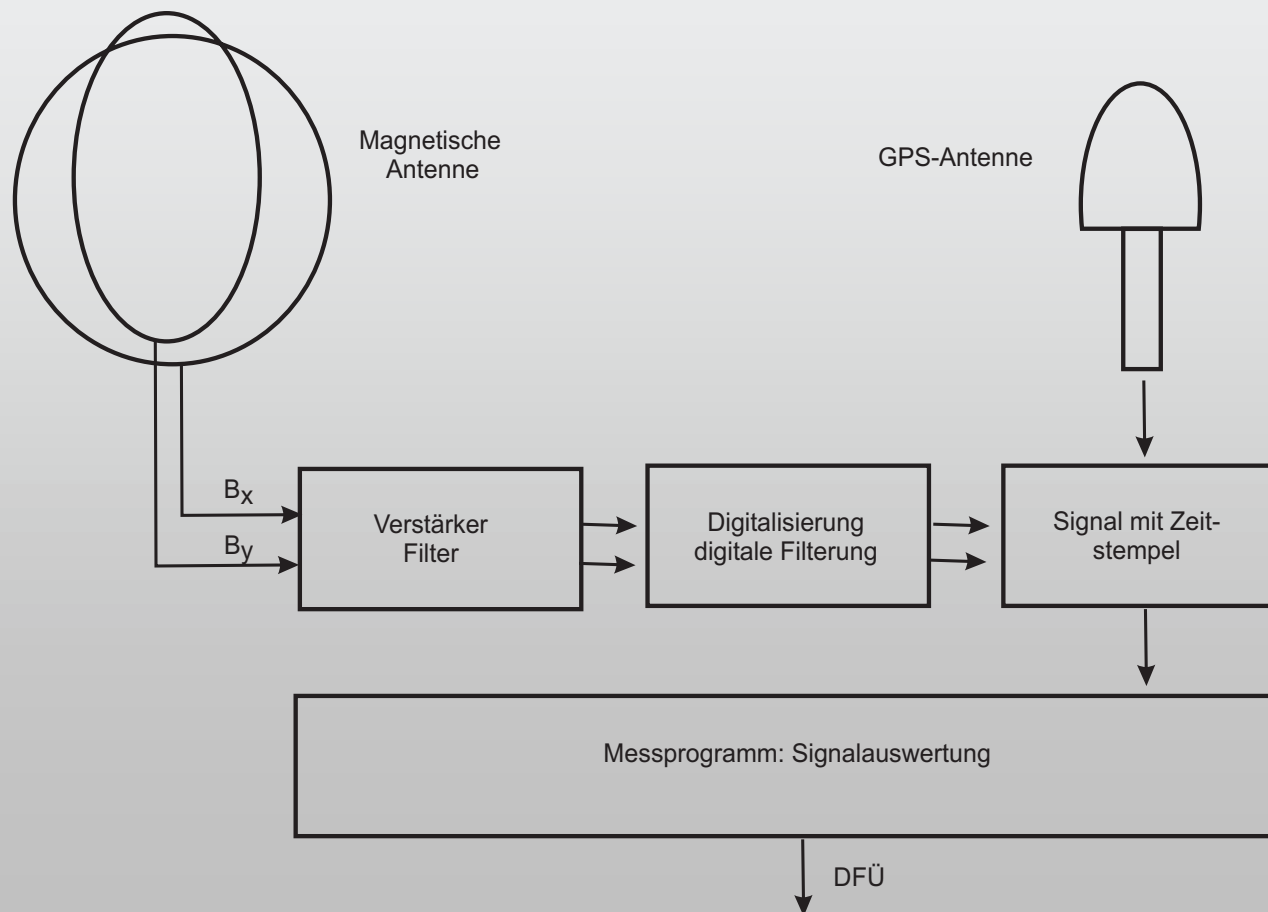 Magnetische
Antenne
GPS-Antenne
Bx
By
Verstärker
Filter
Digitalisierung
digitale Filterung
Signal mit Zeit-
stempel
Messprogramm: Signalauswertung
DFÜ